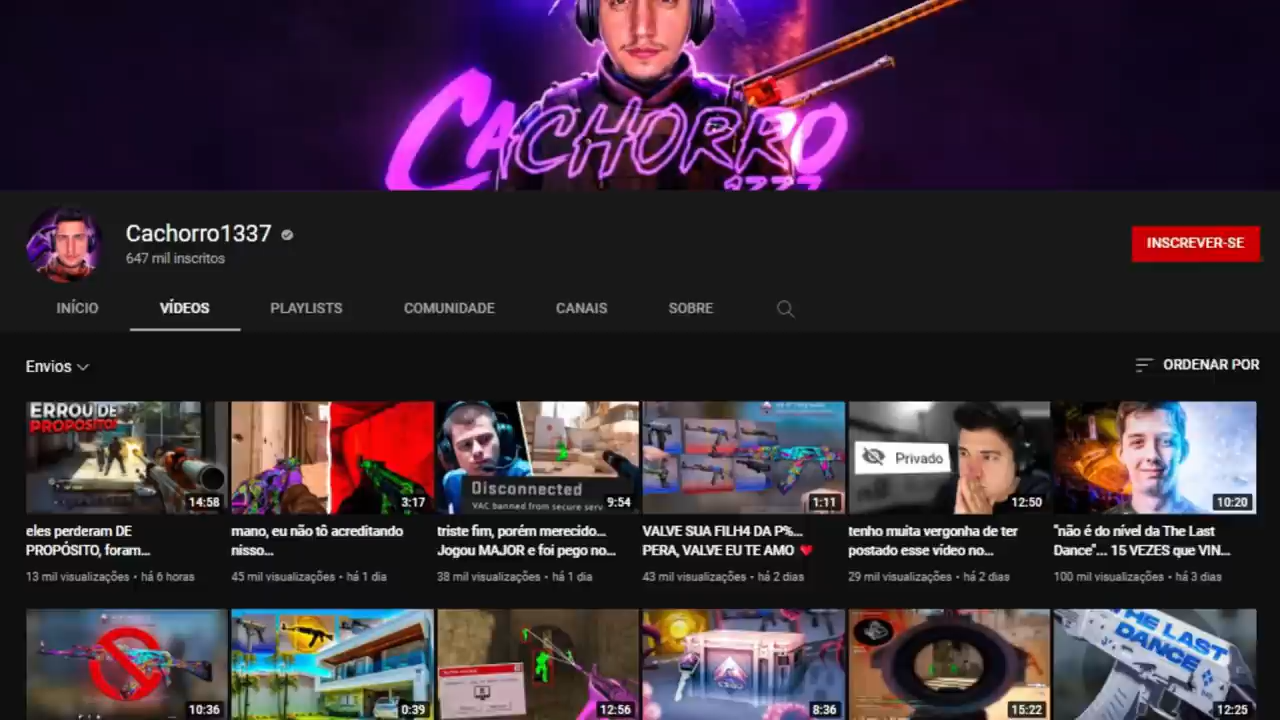 CACHORRO
1337
Cachorro1337
647 mil inscritos
INSCREVER-SE
INÍCIO
VÍDEOS
PLAYLISTS
COMUNIDADE
CANAIS
SOBRE
Envios
ORDENAR POR
ERROU DE
PROPÓSITO!
14:58
3:17
Disconnected
VAC banned from secure serv
9:54
1:11
Privado
12:50
10:20
eles perderam DE
PROPÓSITO, foram...
mano, eu não tô acreditando
nisso...
triste fim, porém merecido...
Jogou MAJOR e foi pego no...
VALVE SUA FILH4 DA P%...
PERA, VALVE EU TE AMO ❤
tenho muita vergonha de ter
postado esse vídeo no...
"não é do nível da The Last
Dance"... 15 VEZES que VIN...
13 mil visualizações • há 6 horas
45 mil visualizações • há 1 dia
38 mil visualizações • há 1 dia
43 mil visualizações • há 2 dias
29 mil visualizações • há 2 dias
100 mil visualizações • há 3 dias
10:36
0:39
12:56
CS:GO
8:36
15:22
THE LAST
DANCE
12:25